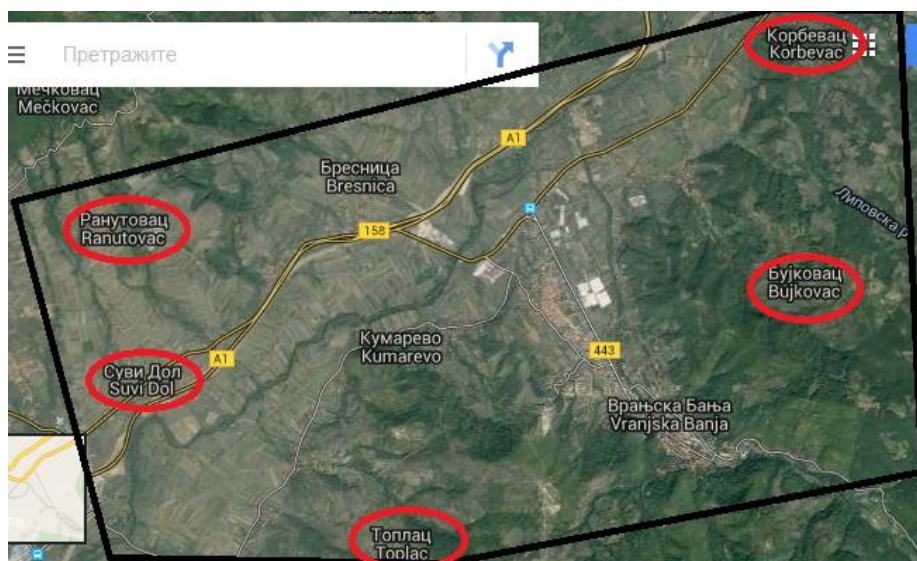 Претражите
Корбевац
Korbevac
Мечковац
Mečkovac
A1
Бресница
Bresnica
Ранутовац
Ranutovac
158
Липовска р
Бујковац
Bujkovac
Кумарево
Kumarevo
443
A1
Суви Дол
Suvi Dol
Врањска Бања
Vranjska Banja
Топлац
Toplac